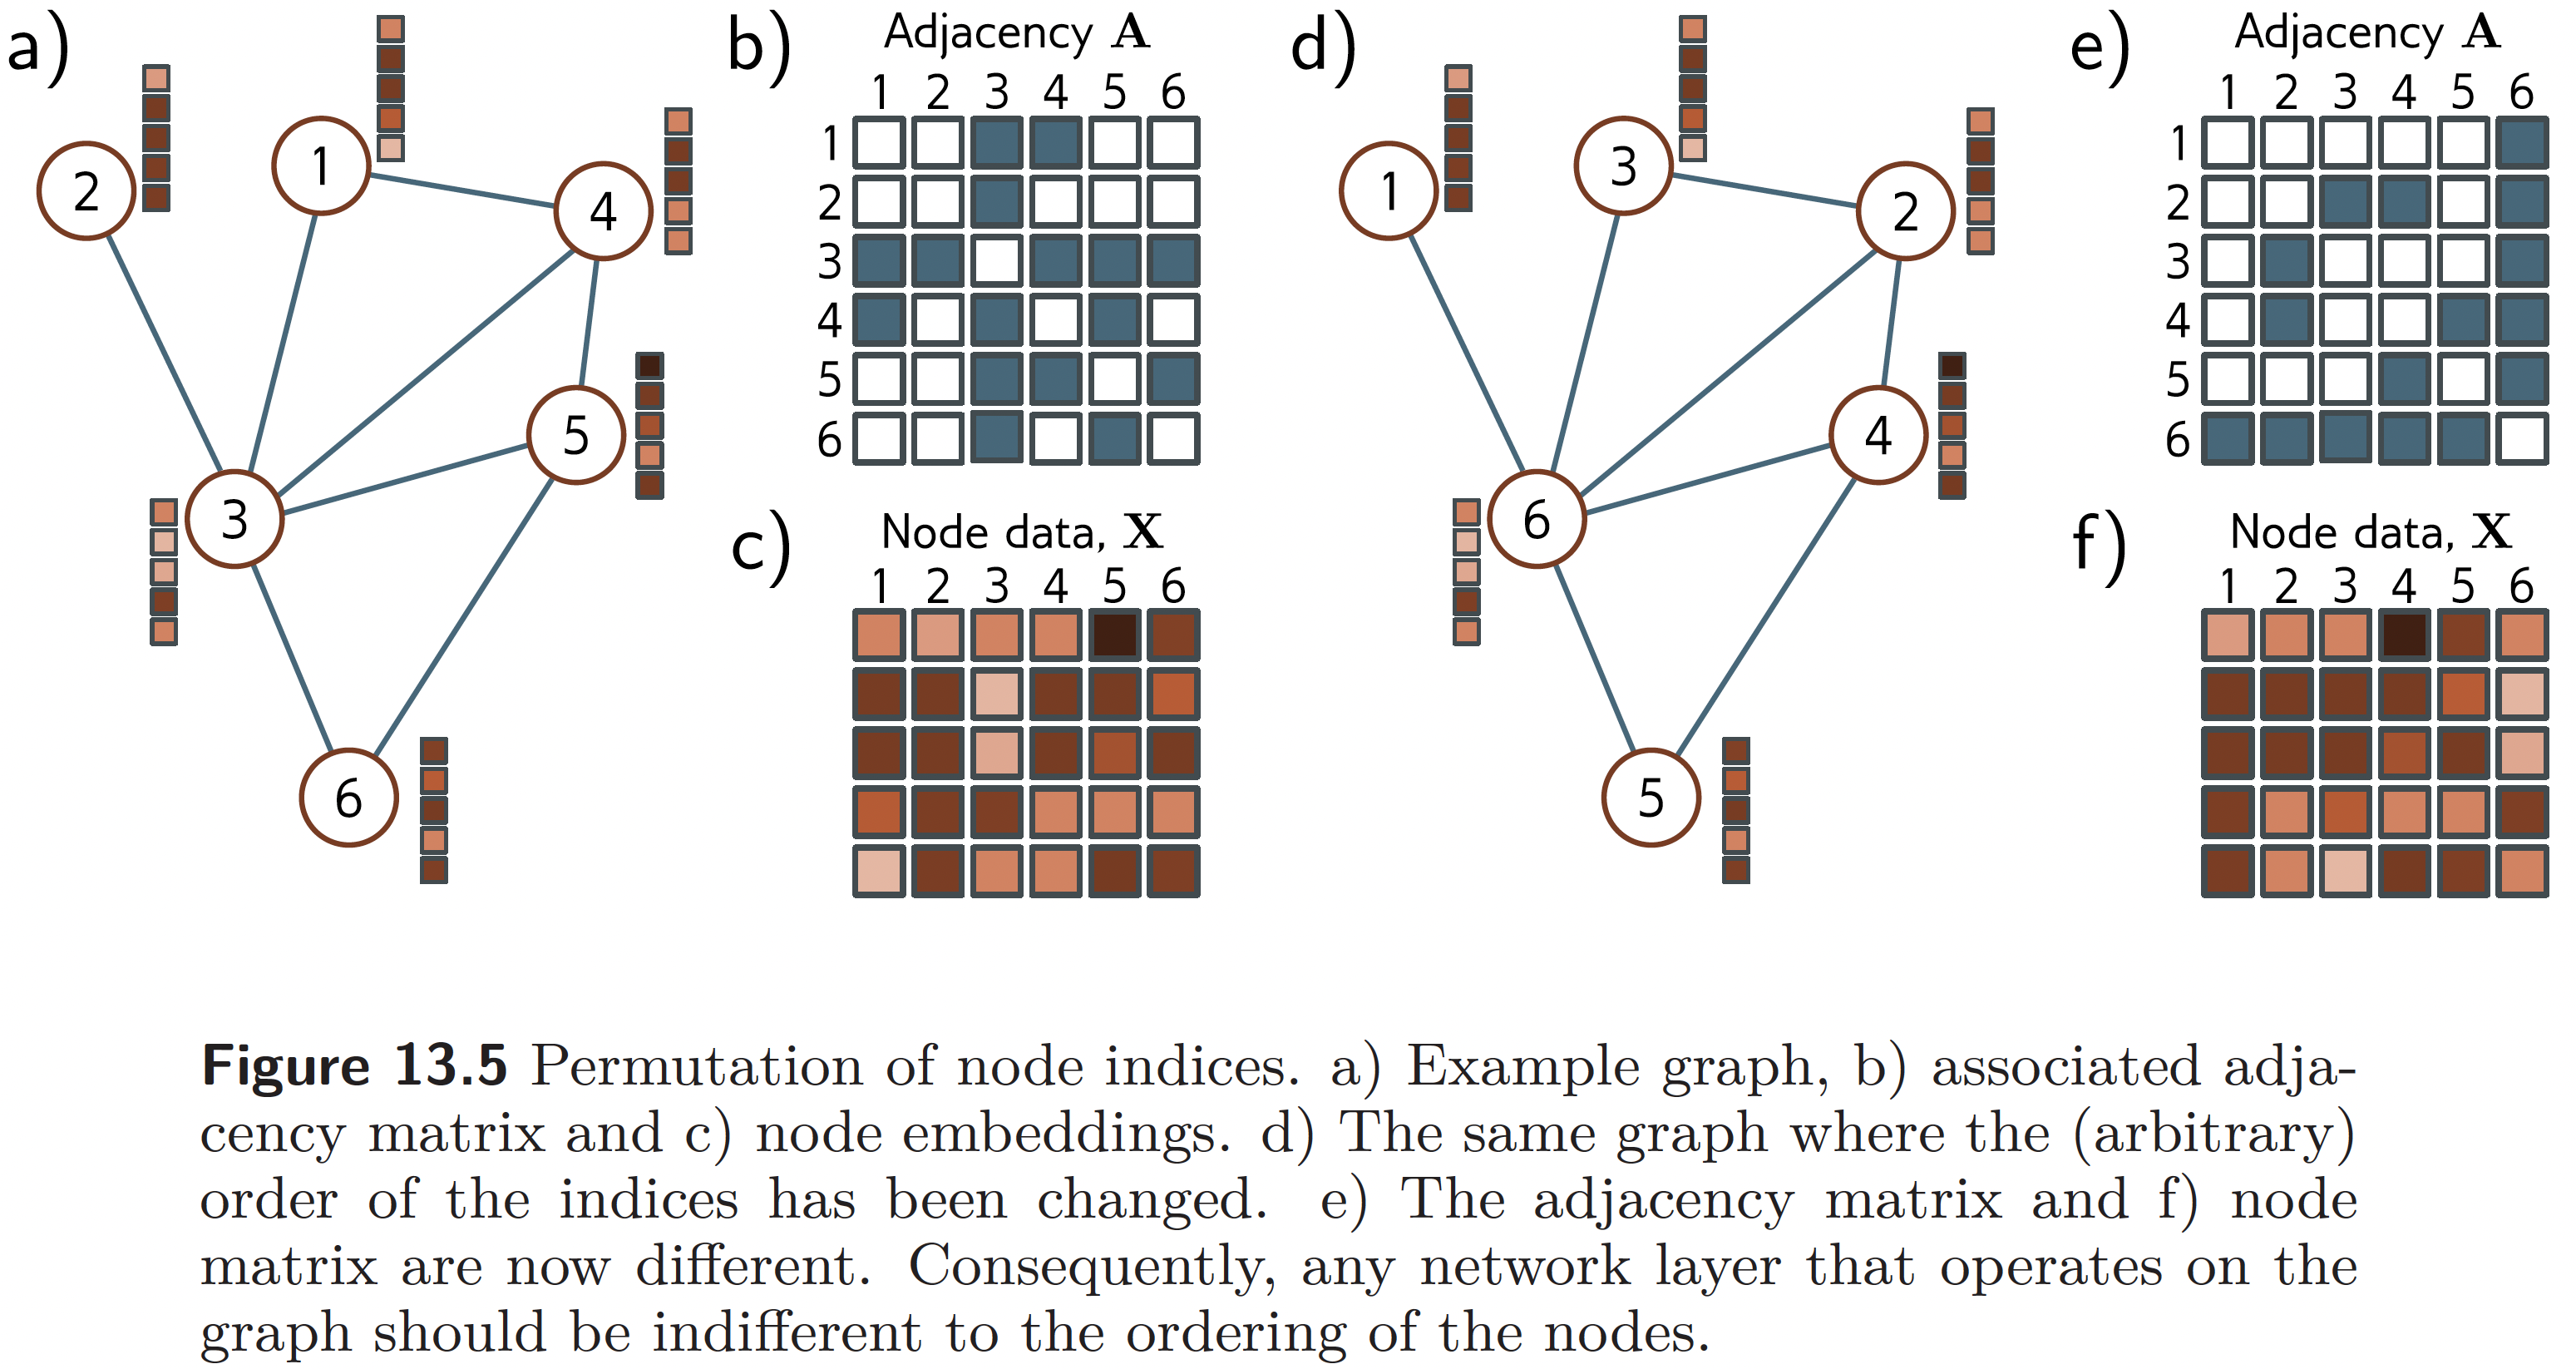 a)
2
1
4
5
3
6
b)
Adjacency A
1 2 3 4 5 6
1
2
3
4
5
6
c)
Node data, X
1 2 3 4 5 6
d)
1
3
2
4
6
5
e)
Adjacency A
1 2 3 4 5 6
1
2
3
4
5
6
f)
Node data, X
1 2 3 4 5 6
Figure 13.5 Permutation of node indices. a) Example graph, b) associated adja-
cency matrix and c) node embeddings. d) The same graph where the (arbitrary)
order of the indices has been changed. e) The adjacency matrix and f) node
matrix are now different. Consequently, any network layer that operates on the
graph should be indifferent to the ordering of the nodes.